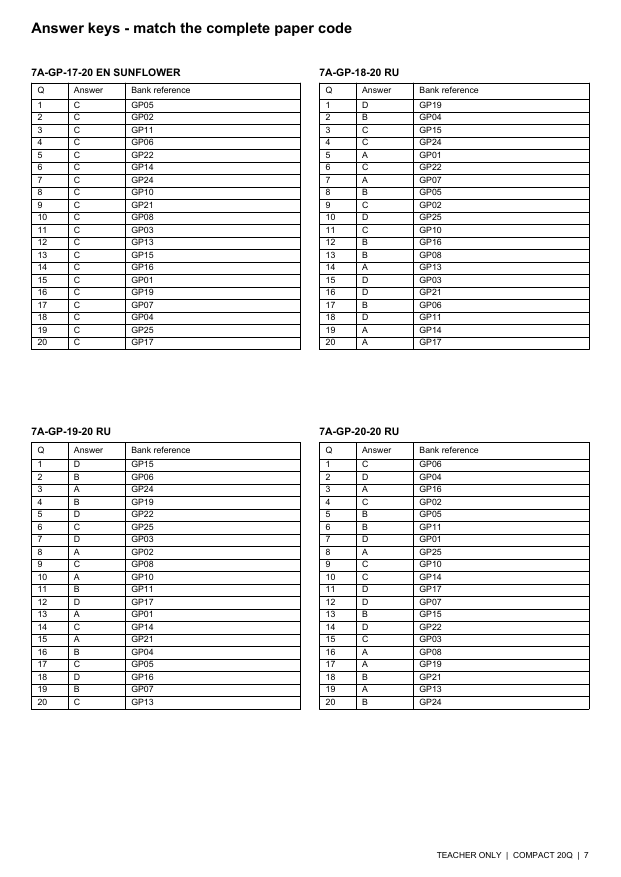 Answer keys - match the complete paper code
7A-GP-17-20 EN SUNFLOWER
Q Answer Bank reference
1 C GP05
2 C GP02
3 C GP11
4 C GP06
5 C GP22
6 C GP14
7 C GP24
8 C GP10
9 C GP21
10 C GP08
11 C GP03
12 C GP13
13 C GP15
14 C GP16
15 C GP01
16 C GP19
17 C GP07
18 C GP04
19 C GP25
20 C GP17
7A-GP-18-20 RU
Q Answer Bank reference
1 D GP19
2 B GP04
3 C GP15
4 C GP24
5 A GP01
6 C GP22
7 A GP07
8 B GP05
9 C GP02
10 D GP25
11 C GP10
12 B GP16
13 B GP08
14 A GP13
15 D GP03
16 D GP21
17 B GP06
18 D GP11
19 A GP14
20 A GP17
7A-GP-19-20 RU
Q Answer Bank reference
1 D GP15
2 B GP06
3 A GP24
4 B GP19
5 D GP22
6 C GP25
7 D GP03
8 A GP02
9 C GP08
10 A GP10
11 B GP11
12 D GP17
13 A GP01
14 C GP14
15 A GP21
16 B GP04
17 C GP05
18 D GP16
19 B GP07
20 C GP13
7A-GP-20-20 RU
Q Answer Bank reference
1 C GP06
2 D GP04
3 A GP16
4 C GP02
5 B GP05
6 B GP11
7 D GP01
8 A GP25
9 C GP10
10 C GP14
11 D GP17
12 D GP07
13 B GP15
14 D GP22
15 C GP03
16 A GP08
17 A GP19
18 B GP21
19 A GP13
20 B GP24
TEACHER ONLY | COMPACT 20Q | 7